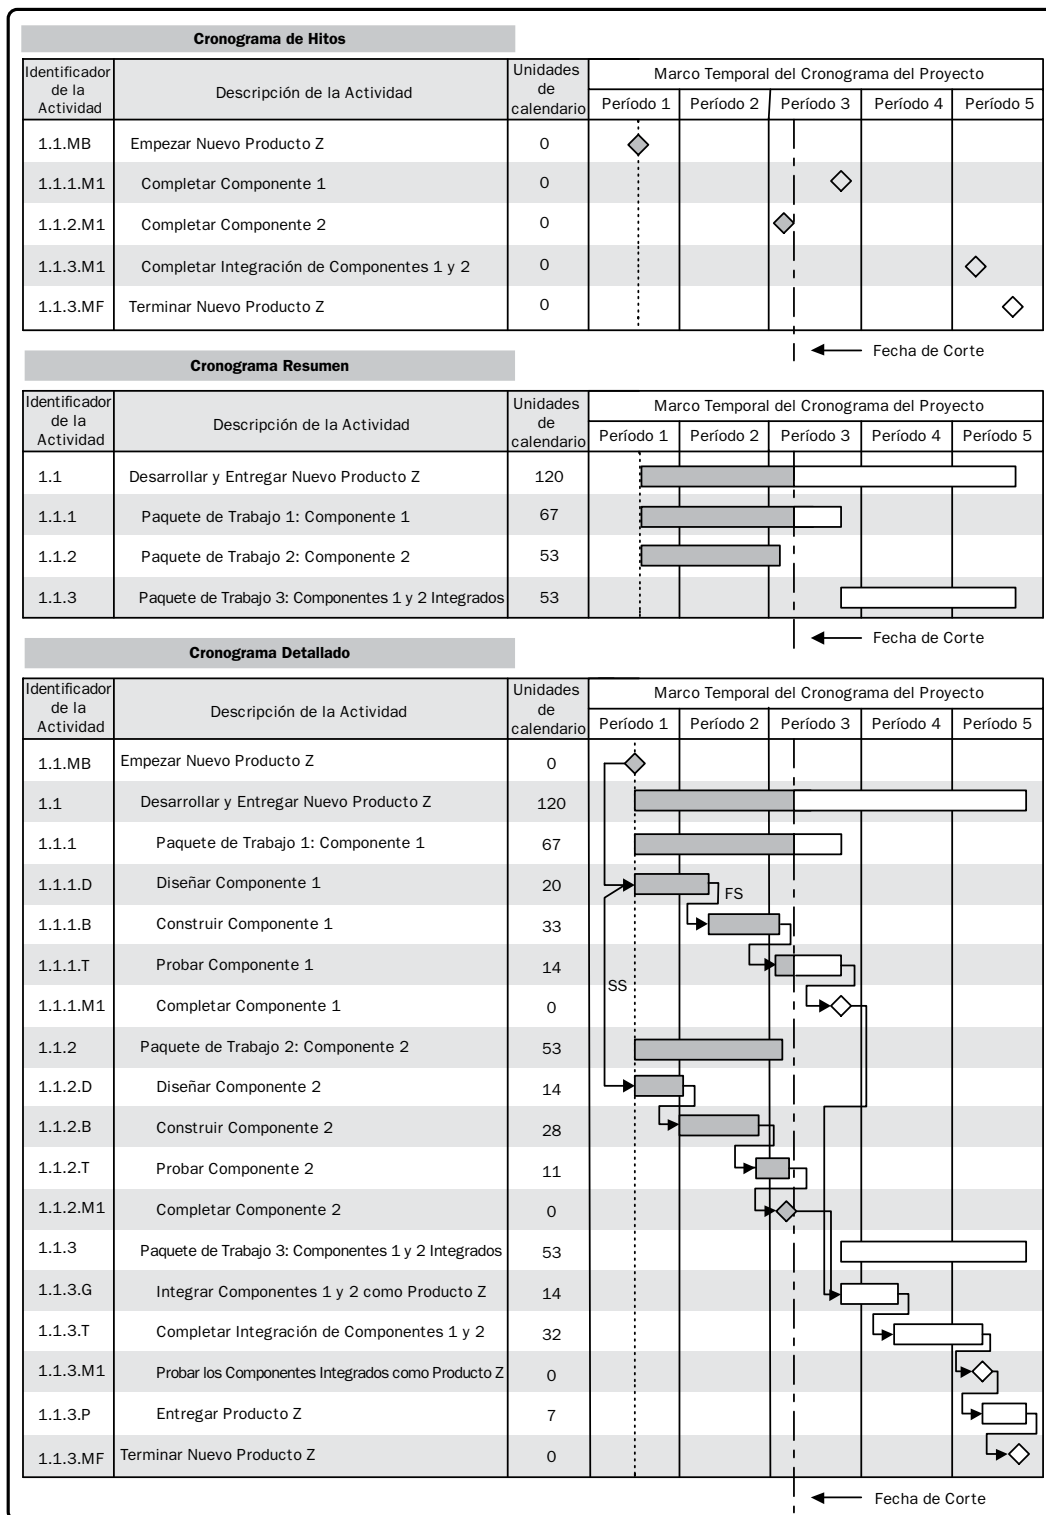 Cronograma de Hitos
Identificador de la Actividad
Descripción de la Actividad
Unidades de calendario
Marco Temporal del Cronograma del Proyecto
Período 1 Período 2 Período 3 Período 4 Período 5
1.1.MB Empezar Nuevo Producto Z 0
1.1.1.M1 Completar Componente 1 0
1.1.2.M1 Completar Componente 2 0
1.1.3.M1 Completar Integración de Componentes 1 y 2 0
1.1.3.MF Terminar Nuevo Producto Z 0
Fecha de Corte
Cronograma Resumen
Identificador de la Actividad
Descripción de la Actividad
Unidades de calendario
Marco Temporal del Cronograma del Proyecto
Período 1 Período 2 Período 3 Período 4 Período 5
1.1 Desarrollar y Entregar Nuevo Producto Z 120
1.1.1 Paquete de Trabajo 1: Componente 1 67
1.1.2 Paquete de Trabajo 2: Componente 2 53
1.1.3 Paquete de Trabajo 3: Componentes 1 y 2 Integrados 53
Fecha de Corte
Cronograma Detallado
Identificador de la Actividad
Descripción de la Actividad
Unidades de calendario
Marco Temporal del Cronograma del Proyecto
Período 1 Período 2 Período 3 Período 4 Período 5
1.1.MB Empezar Nuevo Producto Z 0
1.1 Desarrollar y Entregar Nuevo Producto Z 120
1.1.1 Paquete de Trabajo 1: Componente 1 67
1.1.1.D Diseñar Componente 1 20 FS
1.1.1.B Construir Componente 1 33
1.1.1.T Probar Componente 1 14
SS
1.1.1.M1 Completar Componente 1 0
1.1.2 Paquete de Trabajo 2: Componente 2 53
1.1.2.D Diseñar Componente 2 14
1.1.2.B Construir Componente 2 28
1.1.2.T Probar Componente 2 11
1.1.2.M1 Completar Componente 2 0
1.1.3 Paquete de Trabajo 3: Componentes 1 y 2 Integrados 53
1.1.3.G Integrar Componentes 1 y 2 como Producto Z 14
1.1.3.T Completar Integración de Componentes 1 y 2 32
1.1.3.M1 Probar los Componentes Integrados como Producto Z 0
1.1.3.P Entregar Producto Z 7
1.1.3.MF Terminar Nuevo Producto Z 0
Fecha de Corte